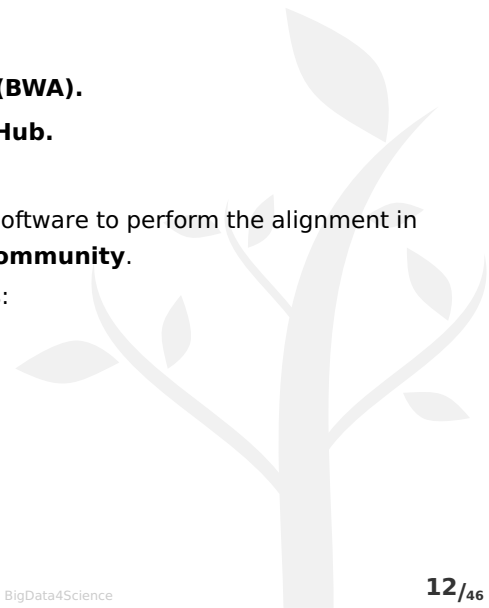 (BWA).
Hub.
oftware to perform the alignment in
ommunity.
:
BigData4Science
12/46